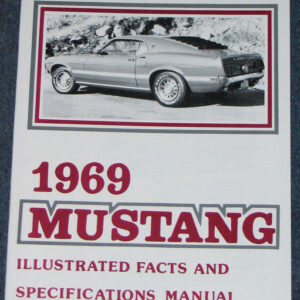 1969
MUSTANG
ILLUSTRATED FACTS AND
SPECIFICATIONS MANUAL